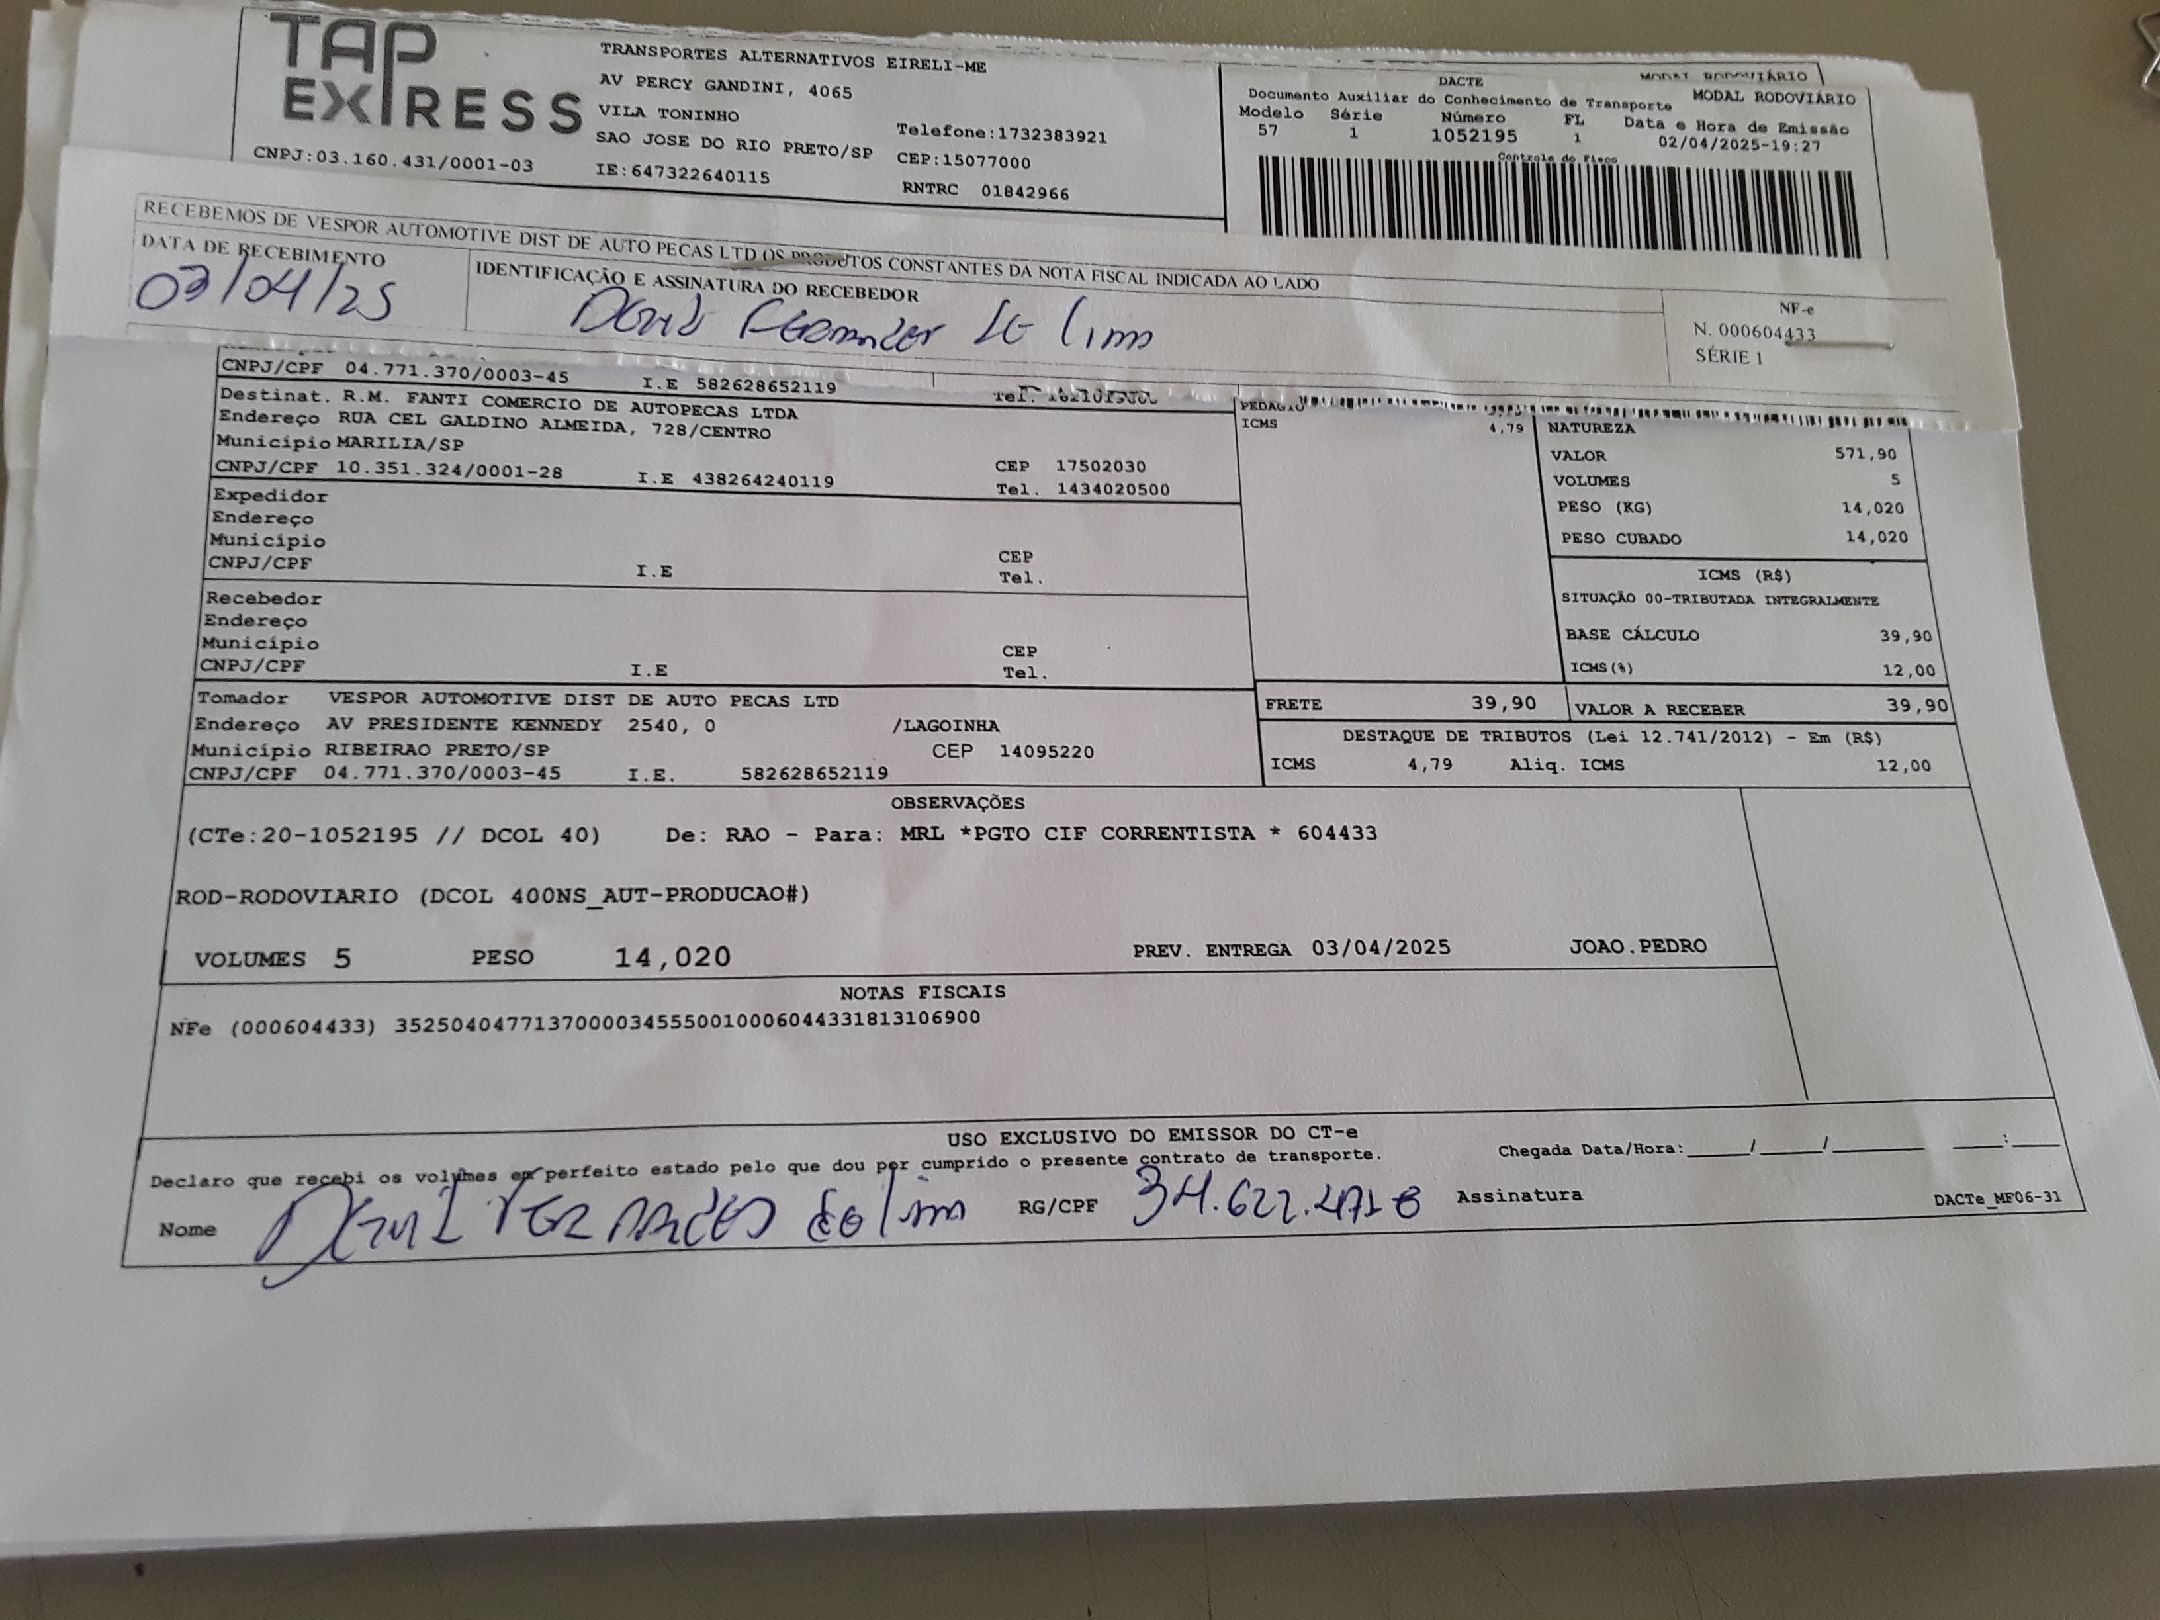 TAP
EXPRESS
CNPJ:03.160.431/0001-03
TRANSPORTES ALTERNATIVOS EIRELI-ME
AV PERCY GANDINI, 4065
VILA TONINHO
SAO JOSE DO RIO PRETO/SP
IE:647322640115
Telefone:1732383921
CEP:15077000
RNTRC 01842966
MODAL RODOVIÁRIO
DACTE MODAL RODOVIÁRIO
Documento Auxiliar do Conhecimento de Transporte
Modelo Série Número FL Data e Hora de Emissão
57 1 1052195 1 02/04/2025-19:27
Controle do Fisco
RECEBEMOS DE VESPOR AUTOMOTIVE DIST DE AUTO PECAS LTD OS PRODUTOS CONSTANTES DA NOTA FISCAL INDICADA AO LADO
DATA DE RECEBIMENTO
03/04/25
IDENTIFICAÇÃO E ASSINATURA DO RECEBEDOR
NF-e
N. 000604433
SÉRIE 1
CNPJ/CPF 04.771.370/0003-45 I.E 582628652119
Destinat. R.M. FANTI COMERCIO DE AUTOPECAS LTDA
Endereço RUA CEL GALDINO ALMEIDA, 728/CENTRO
Município MARILIA/SP CEP 17502030
CNPJ/CPF 10.351.324/0001-28 I.E 438264240119 Tel. 1434020500
Expedidor
Endereço
Município CEP
CNPJ/CPF I.E Tel.
Recebedor
Endereço
Município CEP
CNPJ/CPF I.E Tel.
Tomador VESPOR AUTOMOTIVE DIST DE AUTO PECAS LTD
Endereço AV PRESIDENTE KENNEDY 2540, 0 /LAGOINHA
Município RIBEIRAO PRETO/SP CEP 14095220
CNPJ/CPF 04.771.370/0003-45 I.E. 582628652119
PEDAGIO
ICMS 4,79
NATUREZA
VALOR 571,90
VOLUMES 5
PESO (KG) 14,020
PESO CUBADO 14,020
ICMS (R$)
SITUAÇÃO 00-TRIBUTADA INTEGRALMENTE
BASE CÁLCULO 39,90
ICMS(%) 12,00
FRETE 39,90 VALOR A RECEBER 39,90
DESTAQUE DE TRIBUTOS (Lei 12.741/2012) - Em (R$)
ICMS 4,79 Aliq. ICMS 12,00
OBSERVAÇÕES
(CTe:20-1052195 // DCOL 40) De: RAO - Para: MRL *PGTO CIF CORRENTISTA * 604433
ROD-RODOVIARIO (DCOL 400NS_AUT-PRODUCAO#)
VOLUMES 5 PESO 14,020 PREV. ENTREGA 03/04/2025 JOAO.PEDRO
NOTAS FISCAIS
NFe (000604433) 35250404771370000345550010006044331813106900
USO EXCLUSIVO DO EMISSOR DO CT-e
Declaro que recebi os volumes em perfeito estado pelo que dou por cumprido o presente contrato de transporte.
Chegada Data/Hora:____/____/______ ___:___
Nome RG/CPF Assinatura
DACTe_MF06-31